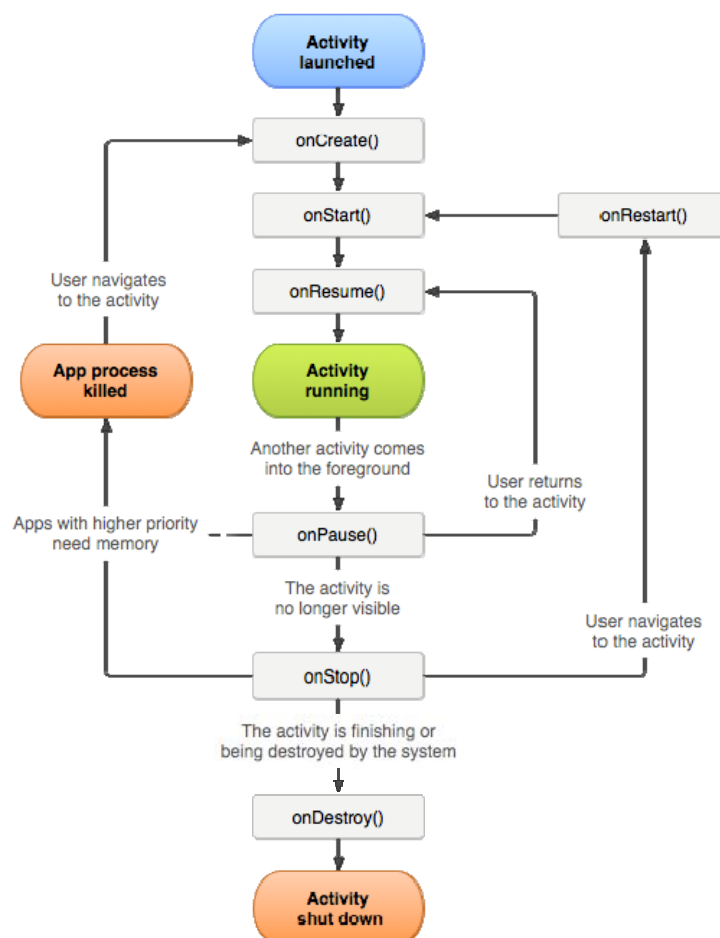 Activity
launched
onCreate()
onStart()
onRestart()
User navigates
to the activity
onResume()
App process
killed
Activity
running
Another activity comes
into the foreground
User returns
to the activity
Apps with higher priority
need memory
onPause()
The activity is
no longer visible
User navigates
to the activity
onStop()
The activity is finishing or
being destroyed by the system
onDestroy()
Activity
shut down